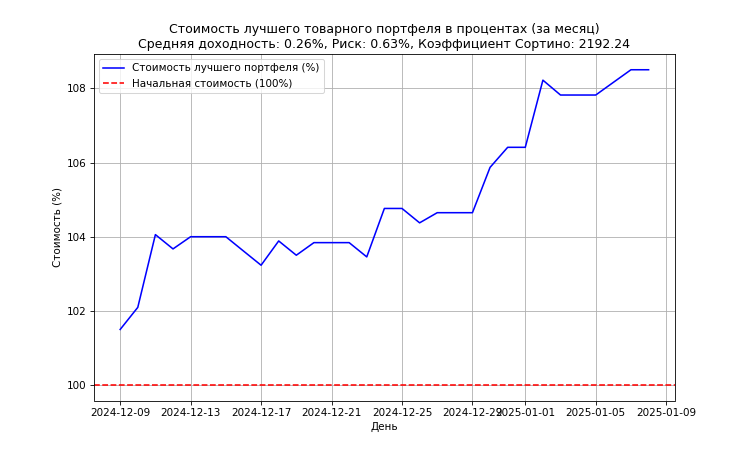 Стоимость лучшего товарного портфеля в процентах (за месяц)
Средняя доходность: 0.26%, Риск: 0.63%, Коэффициент Сортино: 2192.24
Стоимость лучшего портфеля (%)
Начальная стоимость (100%)
Стоимость (%)
108
106
104
102
100
2024-12-09 2024-12-13 2024-12-17 2024-12-21 2024-12-25 2024-12-29 2025-01-01 2025-01-05 2025-01-09
День